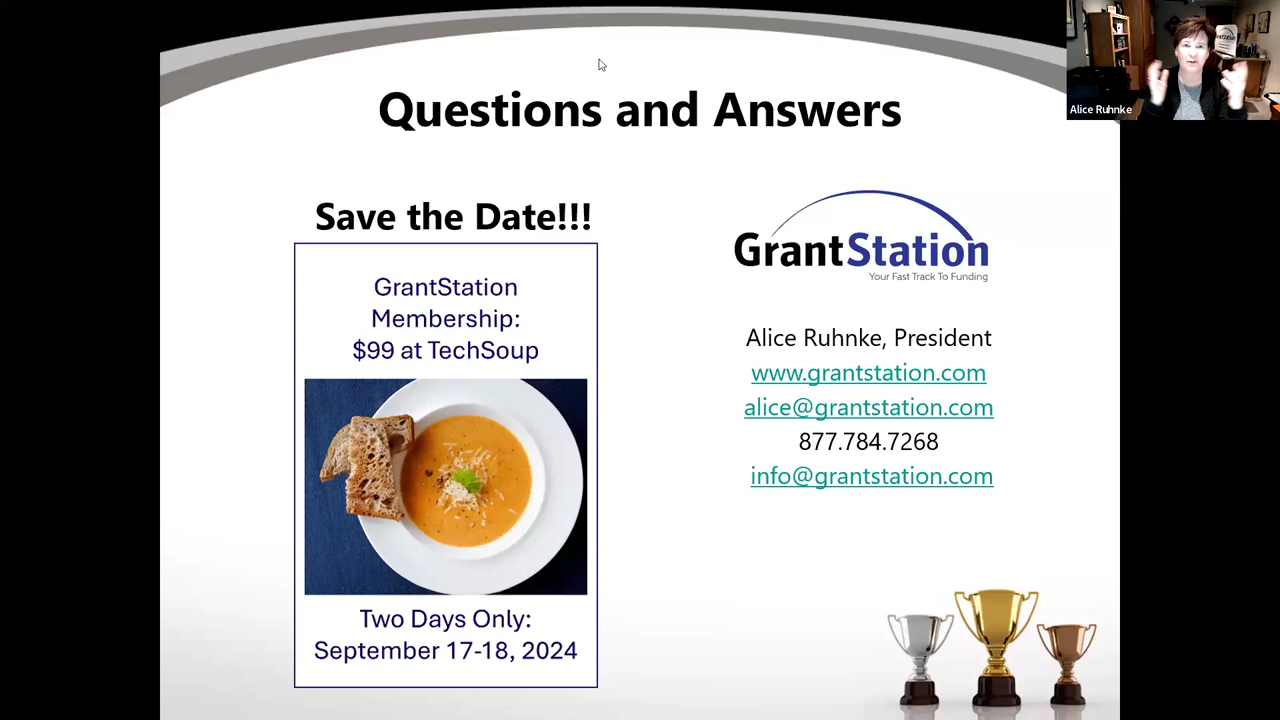 Questions and Answers
Alice Ruhnke
Save the Date!!!
GrantStation
Membership:
$99 at TechSoup
Two Days Only:
September 17-18, 2024
GrantStation
Your Fast Track To Funding
Alice Ruhnke, President
www.grantstation.com
alice@grantstation.com
877.784.7268
info@grantstation.com